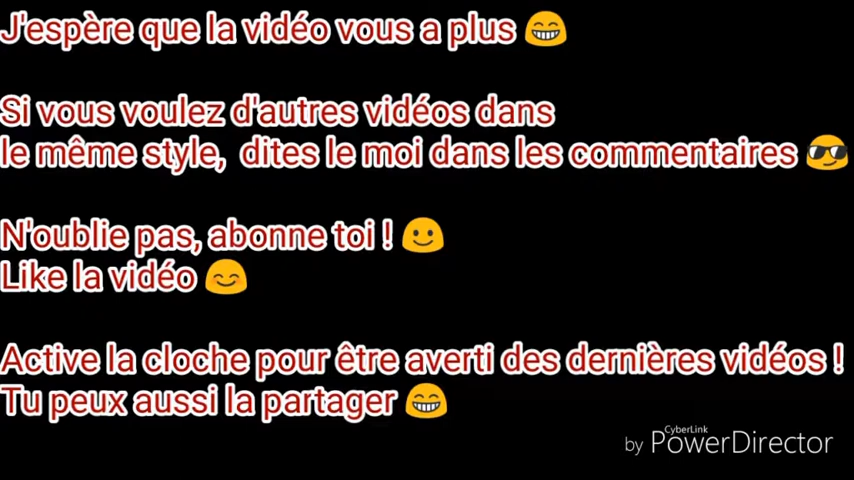 J'espère que la vidéo vous a plus 😁
Si vous voulez d'autres vidéos dans
le même style,  dites le moi dans les commentaires 😎
N'oublie pas, abonne toi ! 🙂
Like la vidéo 😊
Active la cloche pour être averti des dernières vidéos !
Tu peux aussi la partager 😁
CyberLink
by PowerDirector